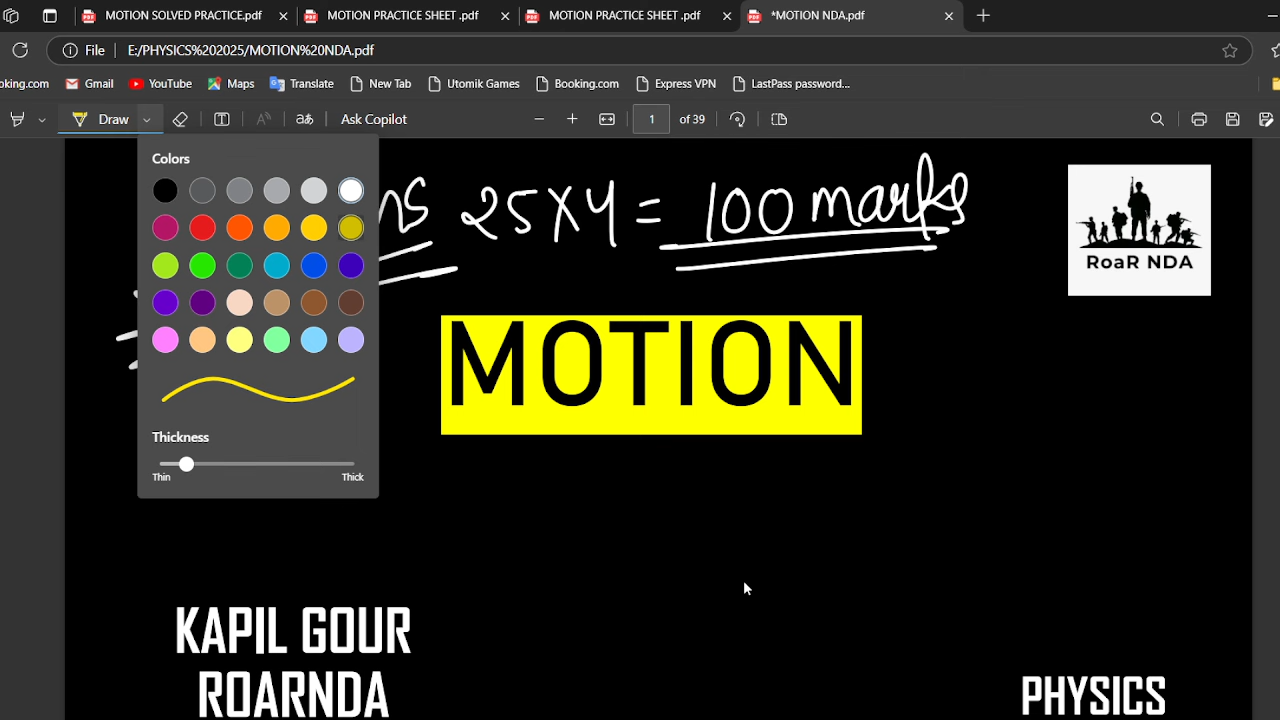 MOTION SOLVED PRACTICE.pdf MOTION PRACTICE SHEET .pdf MOTION PRACTICE SHEET .pdf *MOTION NDA.pdf
File E:/PHYSICS%202025/MOTION%20NDA.pdf
oking.com Gmail YouTube Maps Translate New Tab Utomik Games Booking.com Express VPN LastPass password...
Draw Ask Copilot 1 of 39
Colors
25 X 4 = 100 marks
RoaR NDA
MOTION
Thickness
Thin Thick
KAPIL GOUR
ROARNDA
PHYSICS